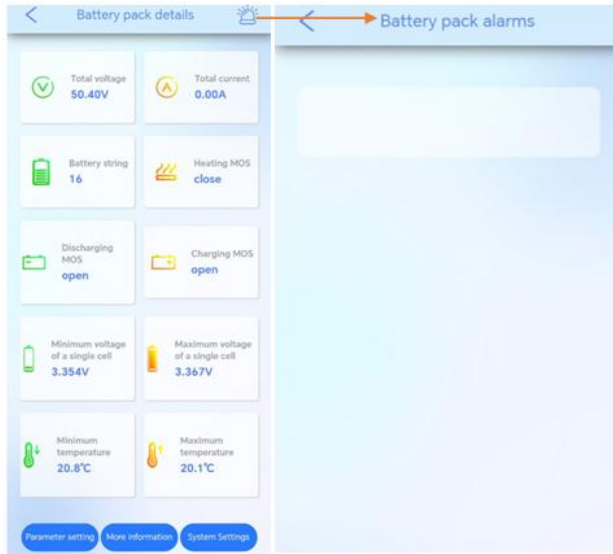 Battery pack details
Battery pack alarms
Total voltage
50.40V
Total current
0.00A
Battery string
16
Heating MOS
close
Discharging
MOS
open
Charging MOS
open
Minimum voltage
of a single cell
3.354V
Maximum voltage
of a single cell
3.367V
Minimum
temperature
20.8℃
Maximum
temperature
20.1℃
Parameter setting
More information
System Settings